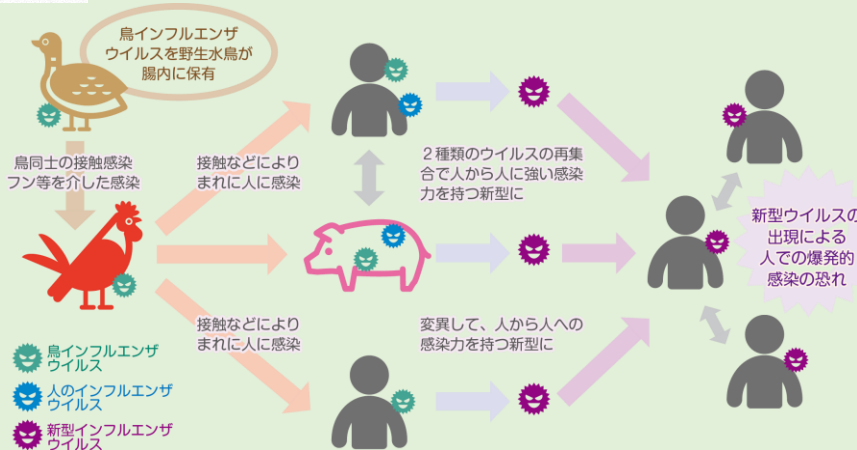 鳥インフルエンザ
ウイルスを野生水鳥が
腸内に保有
鳥同士の接触感染
フン等を介した感染
接触などにより
まれに人に感染
２種類のウイルスの再集
合で人から人に強い感染
力を持つ新型に
新型ウイルスの
出現による
人での爆発的
感染の恐れ
接触などにより
まれに人に感染
変異して、人から人への
感染力を持つ新型に
鳥インフルエンザ
ウイルス
人のインフルエンザ
ウイルス
新型インフルエンザ
ウイルス